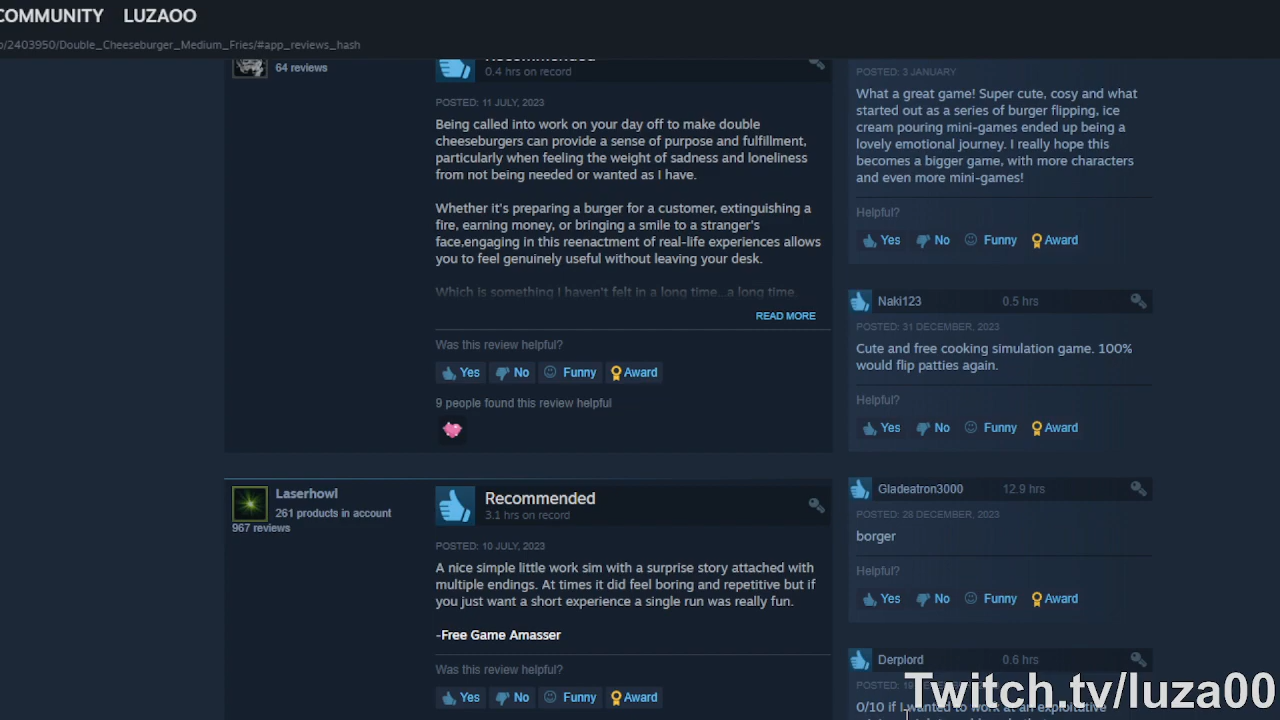 COMMUNITY LUZAOO
/2403950/Double_Cheeseburger_Medium_Fries/#app_reviews_hash
64 reviews
Recommended
0.4 hrs on record
POSTED: 11 JULY, 2023
Being called into work on your day off to make double
cheeseburgers can provide a sense of purpose and fulfillment,
particularly when feeling the weight of sadness and loneliness
from not being needed or wanted as I have.
Whether it's preparing a burger for a customer, extinguishing a
fire, earning money, or bringing a smile to a stranger's
face,engaging in this reenactment of real-life experiences allows
you to feel genuinely useful without leaving your desk.
Which is something I haven't felt in a long time...a long time.
READ MORE
Was this review helpful?
Yes No Funny Award
9 people found this review helpful
Laserhowl
261 products in account
967 reviews
Recommended
3.1 hrs on record
POSTED: 10 JULY, 2023
A nice simple little work sim with a surprise story attached with
multiple endings. At times it did feel boring and repetitive but if
you just want a short experience a single run was really fun.
-Free Game Amasser
Was this review helpful?
Yes No Funny Award
POSTED: 3 JANUARY
What a great game! Super cute, cosy and what
started out as a series of burger flipping, ice
cream pouring mini-games ended up being a
lovely emotional journey. I really hope this
becomes a bigger game, with more characters
and even more mini-games!
Helpful?
Yes No Funny Award
Naki123 0.5 hrs
POSTED: 31 DECEMBER, 2023
Cute and free cooking simulation game. 100%
would flip patties again.
Helpful?
Yes No Funny Award
Gladeatron3000 12.9 hrs
POSTED: 28 DECEMBER, 2023
borger
Helpful?
Yes No Funny Award
Derplord 0.6 hrs
POSTED:
0/10 if I wanted to work at an exploitative
Twitch.tv/luza00